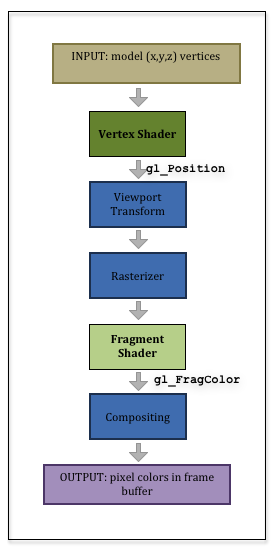 INPUT: model (x,y,z) vertices
Vertex Shader
gl_Position
Viewport
Transform
Rasterizer
Fragment
Shader
gl_FragColor
Compositing
OUTPUT: pixel colors in frame
buffer